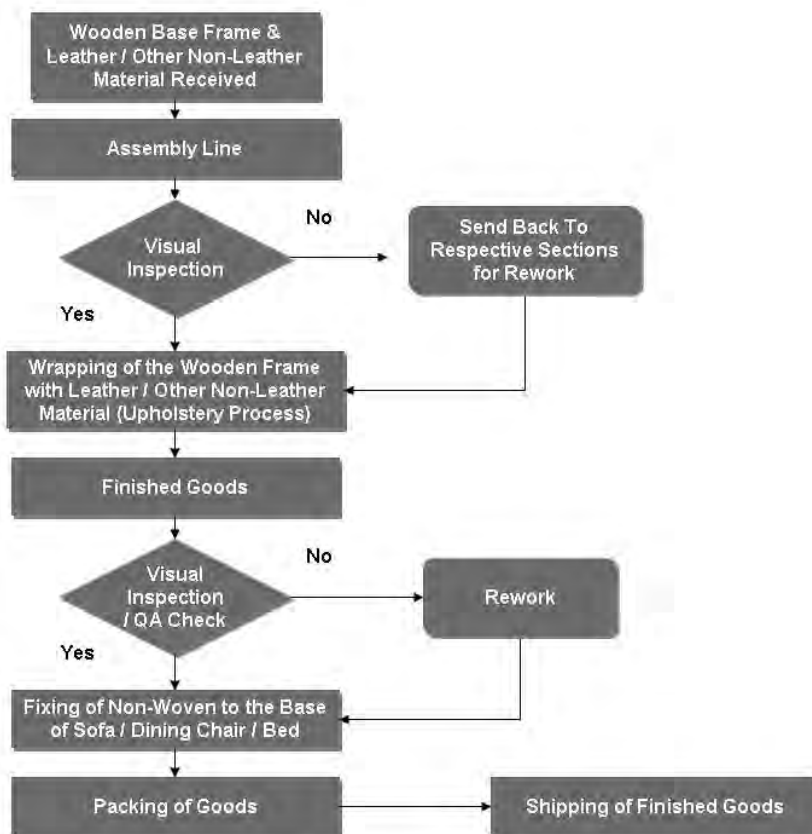 Wooden Base Frame &
Leather / Other Non-Leather
Material Received
Assembly Line
Visual
Inspection
No
Send Back To
Respective Sections
for Rework
Yes
Wrapping of the Wooden Frame
with Leather / Other Non-Leather
Material (Upholstery Process)
Finished Goods
Visual
Inspection
/ QA Check
No
Rework
Yes
Fixing of Non-Woven to the Base
of Sofa / Dining Chair / Bed
Packing of Goods
Shipping of Finished Goods